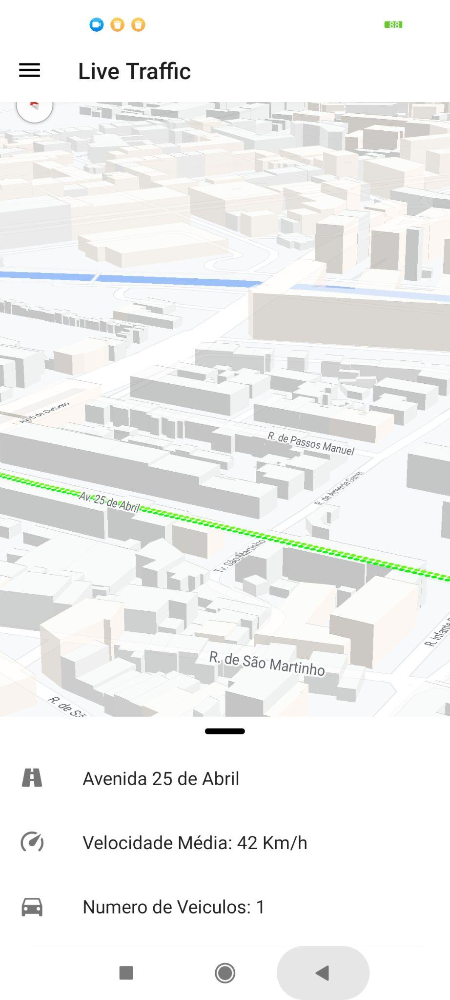 88
Live Traffic
Av. 5 de Outubro
R. de Passos Manuel
R. de Almeida Garret
Av. 25 de Abril
Tv. São Martinho
R. Infante
R. de São Martinho
R. de Sã
Avenida 25 de Abril
Velocidade Média: 42 Km/h
Numero de Veiculos: 1